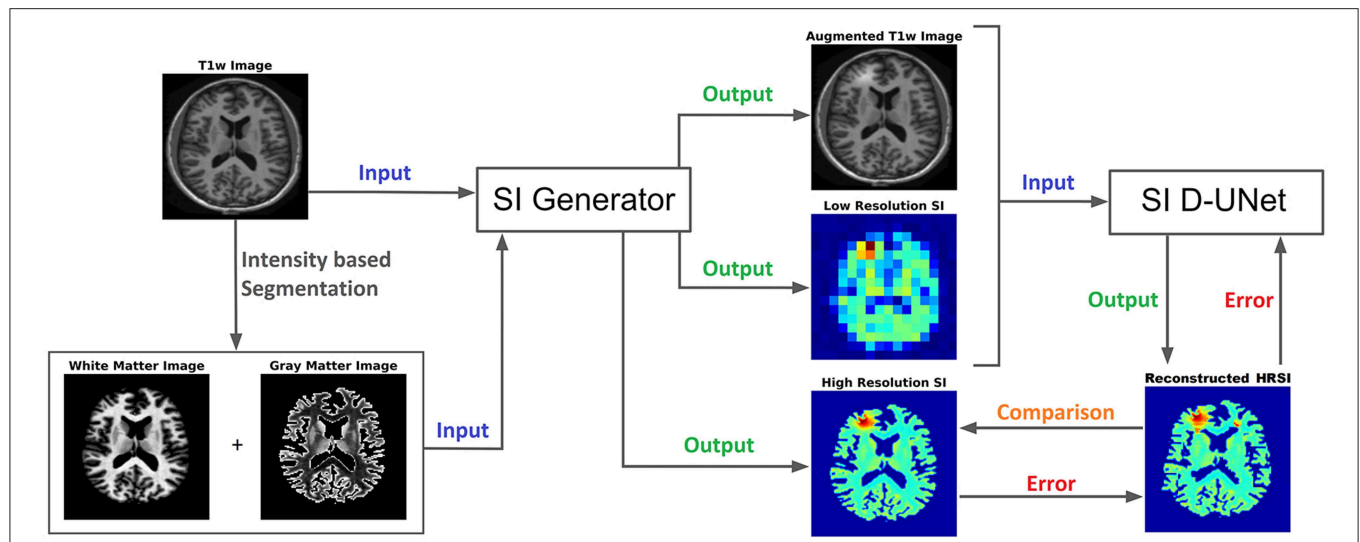 T1w Image
Input
SI Generator
Output
Augmented T1w Image
Output
Low Resolution SI
Input
SI D-UNet
Intensity based
Segmentation
White Matter Image
+
Gray Matter Image
Input
Output
High Resolution SI
Output
Error
Reconstructed HRSI
Comparison
Error